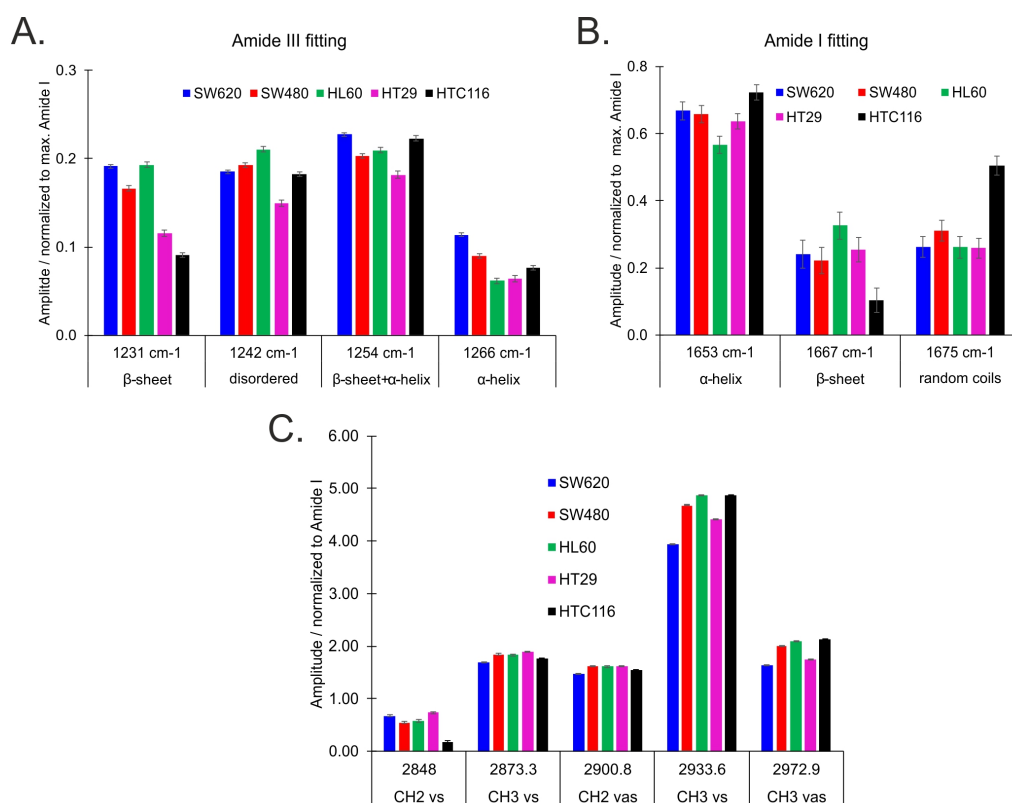 A.
Amide III fitting
Amplitde / normalized to max. Amide I
0.3
0.2
0.1
0.0
SW620 SW480 HL60 HT29 HTC116
1231 cm-1 1242 cm-1 1254 cm-1 1266 cm-1
β-sheet disordered β-sheet+α-helix α-helix
B.
Amide I fitting
Amplitude / normalized to max. Amide I
0.8
0.6
0.4
0.2
0.0
SW620 SW480 HL60
HT29 HTC116
1653 cm-1 1667 cm-1 1675 cm-1
α-helix β-sheet random coils
C.
Amplitude / normalized to Amide I
6.00
5.00
4.00
3.00
2.00
1.00
0.00
SW620
SW480
HL60
HT29
HTC116
2848 2873.3 2900.8 2933.6 2972.9
CH2 vs CH3 vs CH2 vas CH3 vs CH3 vas